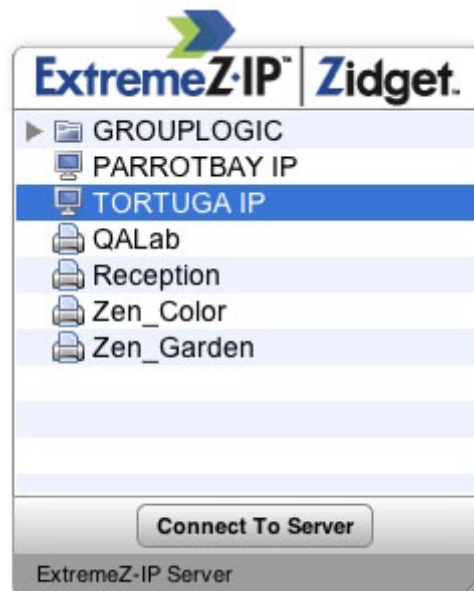 ExtremeZ-IP™ Zidget.
GROUPLOGIC
PARROTBAY IP
TORTUGA IP
QALab
Reception
Zen_Color
Zen_Garden
Connect To Server
ExtremeZ-IP Server